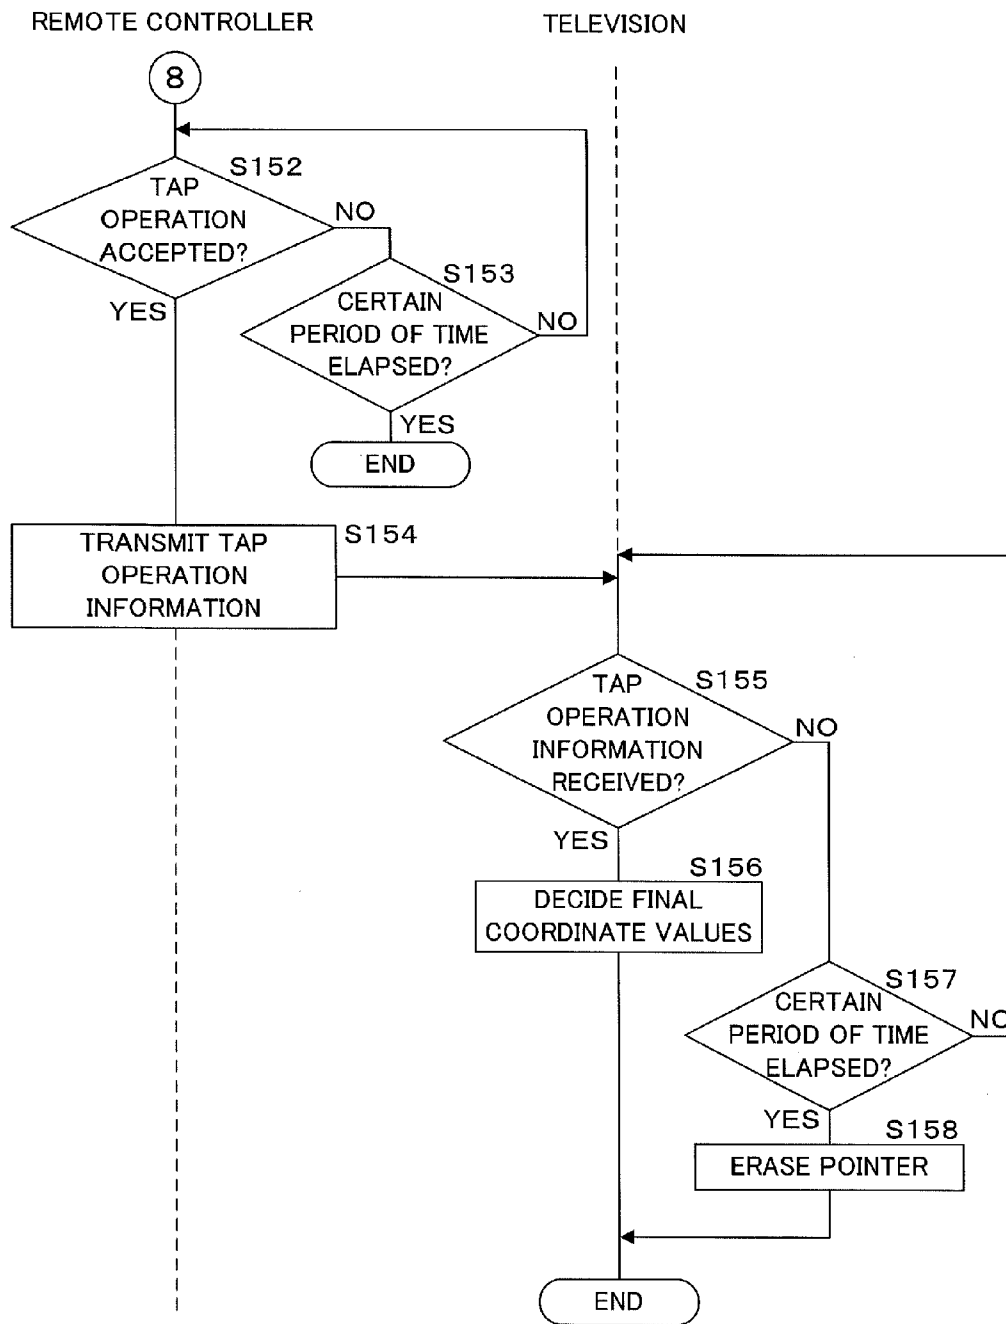 REMOTE CONTROLLER
TELEVISION
8
S152
TAP
OPERATION
ACCEPTED?
NO
YES
S153
CERTAIN
PERIOD OF TIME
ELAPSED?
NO
YES
END
S154
TRANSMIT TAP
OPERATION
INFORMATION
S155
TAP
OPERATION
INFORMATION
RECEIVED?
NO
YES
S156
DECIDE FINAL
COORDINATE VALUES
S157
CERTAIN
PERIOD OF TIME
ELAPSED?
NO
YES
S158
ERASE POINTER
END